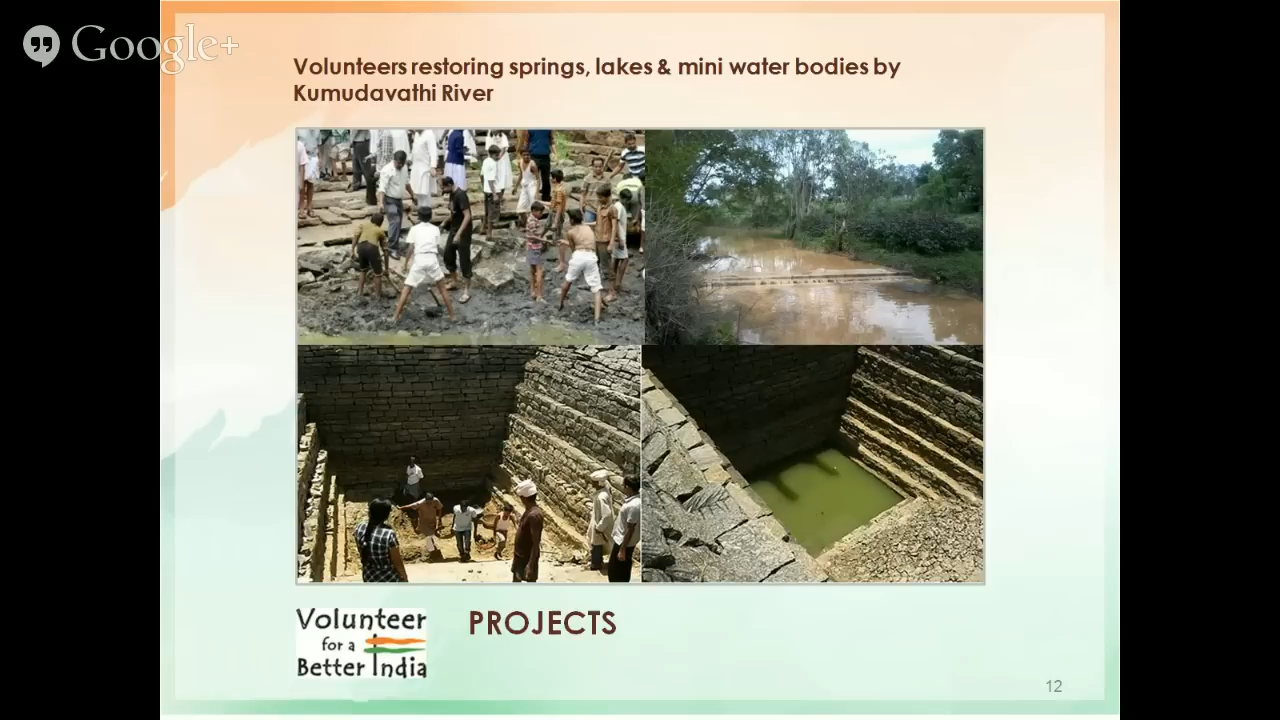 Google+
Volunteers restoring springs, lakes & mini water bodies by
Kumudavathi River
Volunteer
for a
Better India
PROJECTS
12